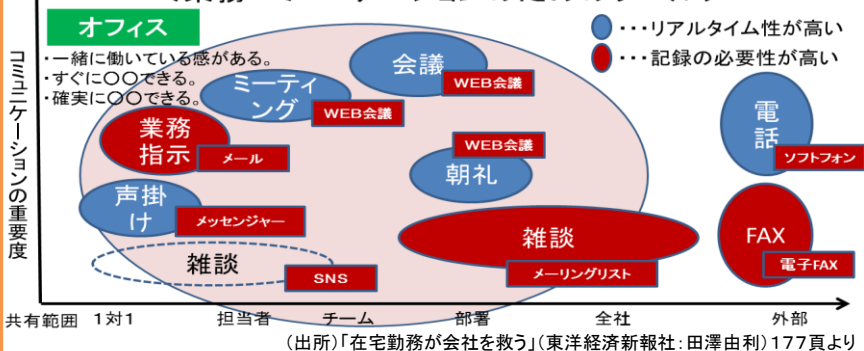 オフィス
・一緒に働いている感がある。
・すぐに〇〇できる。
・確実に〇〇できる。
・・・リアルタイム性が高い
・・・記録の必要性が高い
コミュニケーションの重要度
会議
WEB会議
ミーティング
WEB会議
業務指示
メール
声掛け
メッセンジャー
雑談
SNS
WEB会議
朝礼
雑談
メーリングリスト
電話
ソフトフォン
FAX
電子FAX
共有範囲 1対1 担当者 チーム 部署 全社 外部
(出所)「在宅勤務が会社を救う」(東洋経済新報社:田澤由利)177頁より